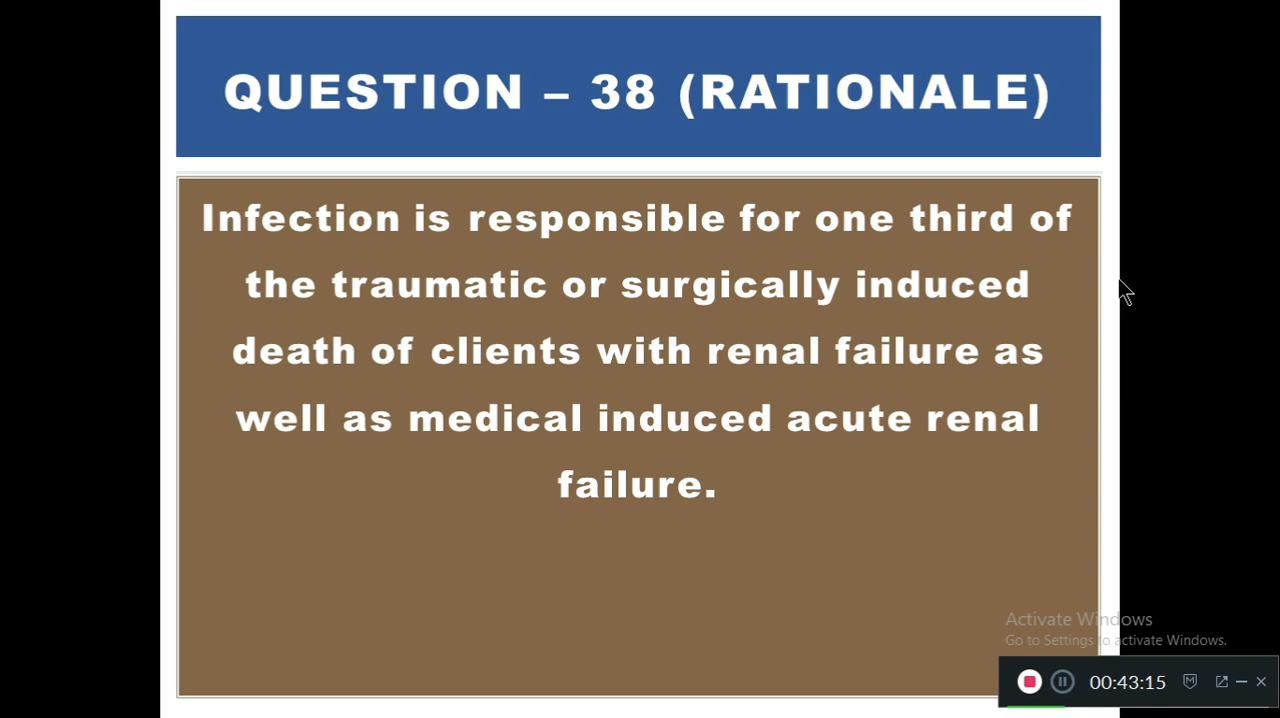 QUESTION – 38 (RATIONALE)
Infection is responsible for one third of
the traumatic or surgically induced
death of clients with renal failure as
well as medical induced acute renal
failure.
Activate Windows
Go to Settings to activate Windows.
00:43:15